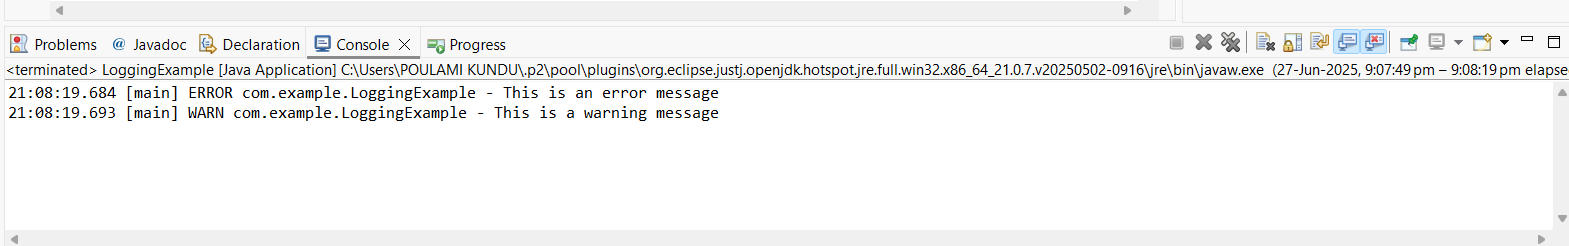 Problems @ Javadoc Declaration Console Progress
<terminated> LoggingExample [Java Application] C:\Users\POULAMI KUNDU\.p2\pool\plugins\org.eclipse.justj.openjdk.hotspot.jre.full.win32.x86_64_21.0.7.v20250502-0916\jre\bin\javaw.exe (27-Jun-2025, 9:07:49 pm – 9:08:19 pm elapse
21:08:19.684 [main] ERROR com.example.LoggingExample - This is an error message
21:08:19.693 [main] WARN com.example.LoggingExample - This is a warning message